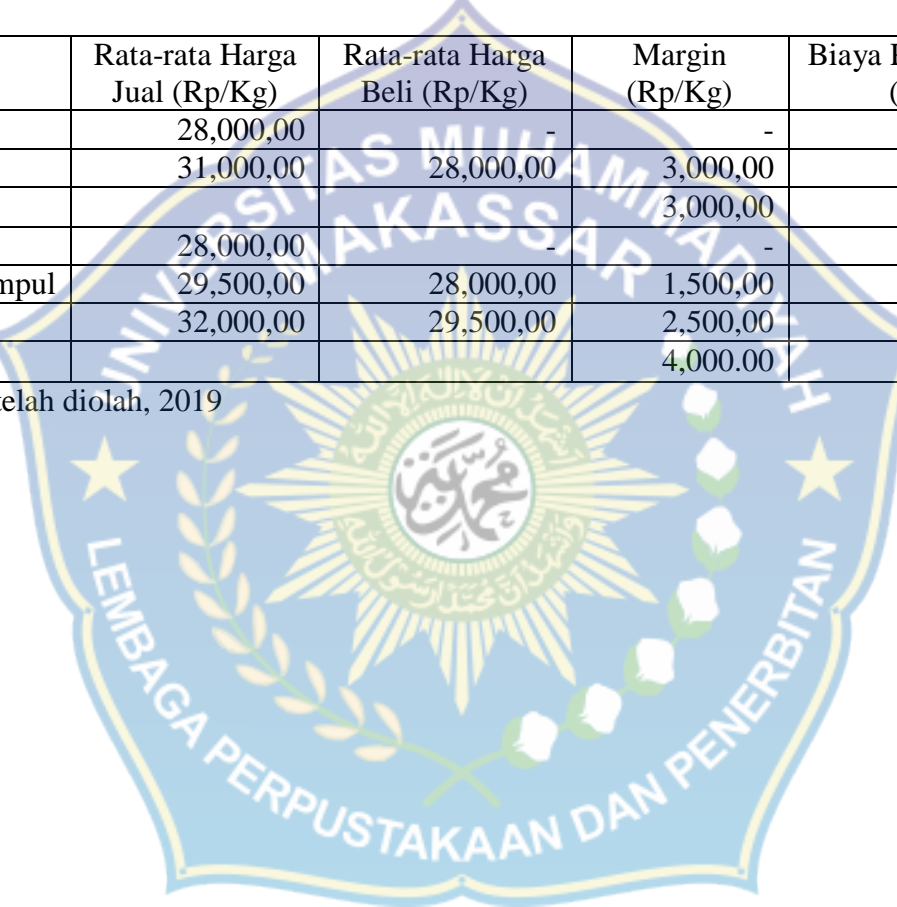 Rata-rata Harga Jual (Rp/Kg) Rata-rata Harga Beli (Rp/Kg) Margin (Rp/Kg) Biaya
28,000,00 - -
31,000,00 28,000,00 3,000,00
3,000,00
28,000,00 - -
mpul 29,500,00 28,000,00 1,500,00
32,000,00 29,500,00 2,500,00
4,000.00
telah diolah, 2019
UNIVERSITAS MUHAMMADIYAH
MAKASSAR
محمدية
LEMBAGA PERPUSTAKAAN DAN PENERBITAN